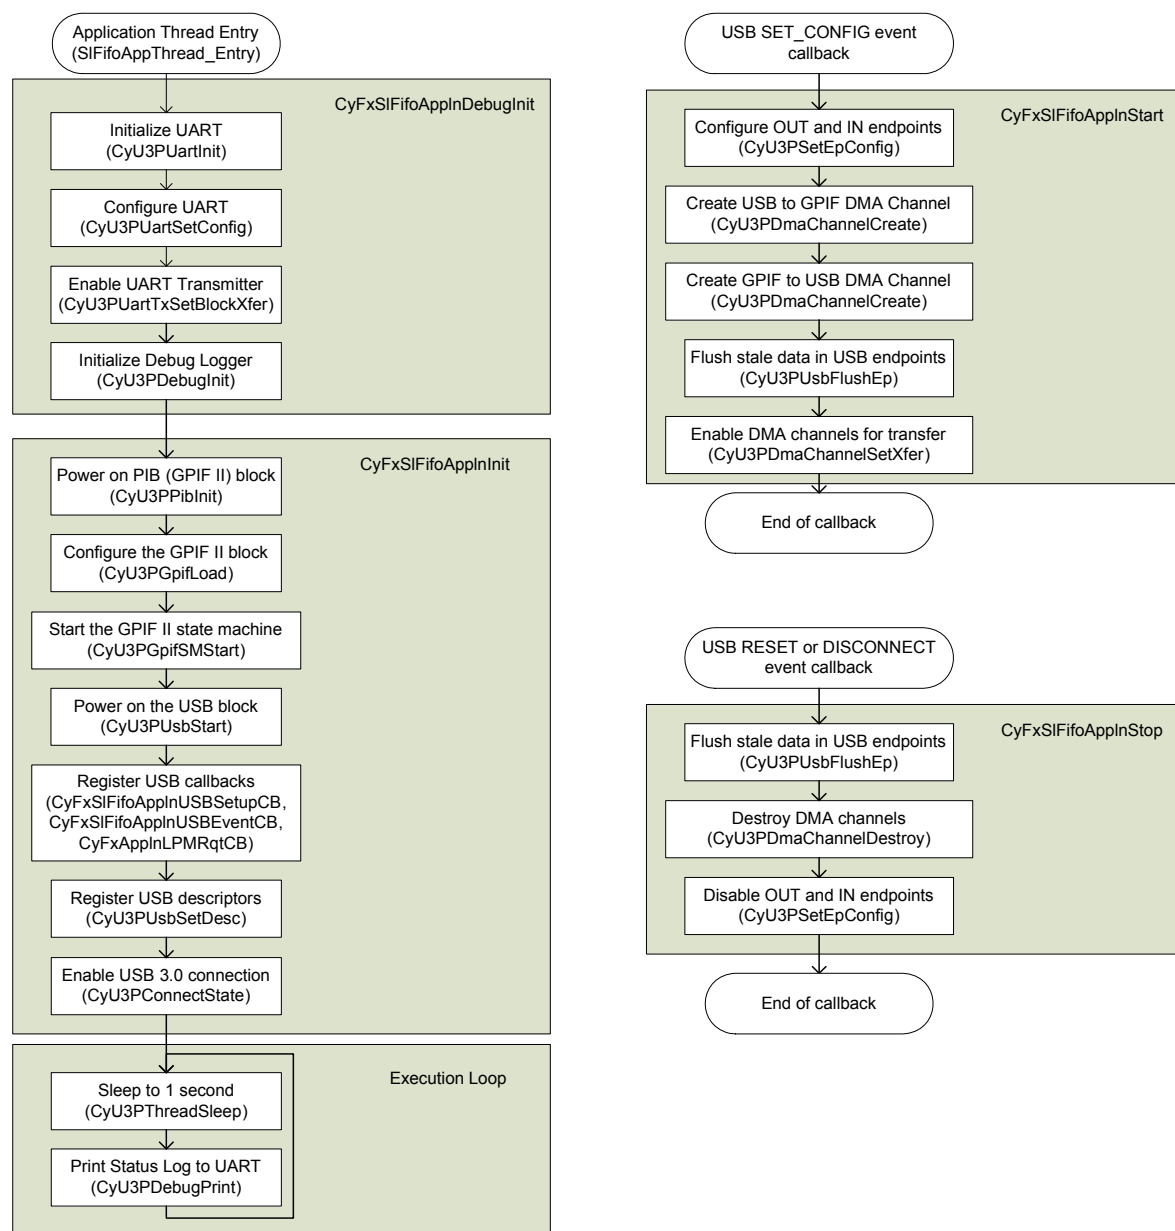 Application Thread Entry
(SlFifoAppThread_Entry)
CyFxSlFifoApplnDebugInit
Initialize UART
(CyU3PUartInit)
Configure UART
(CyU3PUartSetConfig)
Enable UART Transmitter
(CyU3PUartTxSetBlockXfer)
Initialize Debug Logger
(CyU3PDebugInit)
CyFxSlFifoApplnInit
Power on PIB (GPIF II) block
(CyU3PPibInit)
Configure the GPIF II block
(CyU3PGpifLoad)
Start the GPIF II state machine
(CyU3PGpifSMStart)
Power on the USB block
(CyU3PUsbStart)
Register USB callbacks
(CyFxSlFifoApplnUSBSetupCB,
CyFxSlFifoApplnUSBEventCB,
CyFxApplnLPMRqtCB)
Register USB descriptors
(CyU3PUsbSetDesc)
Enable USB 3.0 connection
(CyU3PConnectState)
Execution Loop
Sleep to 1 second
(CyU3PThreadSleep)
Print Status Log to UART
(CyU3PDebugPrint)
USB SET_CONFIG event
callback
CyFxSlFifoApplnStart
Configure OUT and IN endpoints
(CyU3PSetEpConfig)
Create USB to GPIF DMA Channel
(CyU3PDmaChannelCreate)
Create GPIF to USB DMA Channel
(CyU3PDmaChannelCreate)
Flush stale data in USB endpoints
(CyU3PUsbFlushEp)
Enable DMA channels for transfer
(CyU3PDmaChannelSetXfer)
End of callback
USB RESET or DISCONNECT
event callback
CyFxSlFifoApplnStop
Flush stale data in USB endpoints
(CyU3PUsbFlushEp)
Destroy DMA channels
(CyU3PDmaChannelDestroy)
Disable OUT and IN endpoints
(CyU3PSetEpConfig)
End of callback